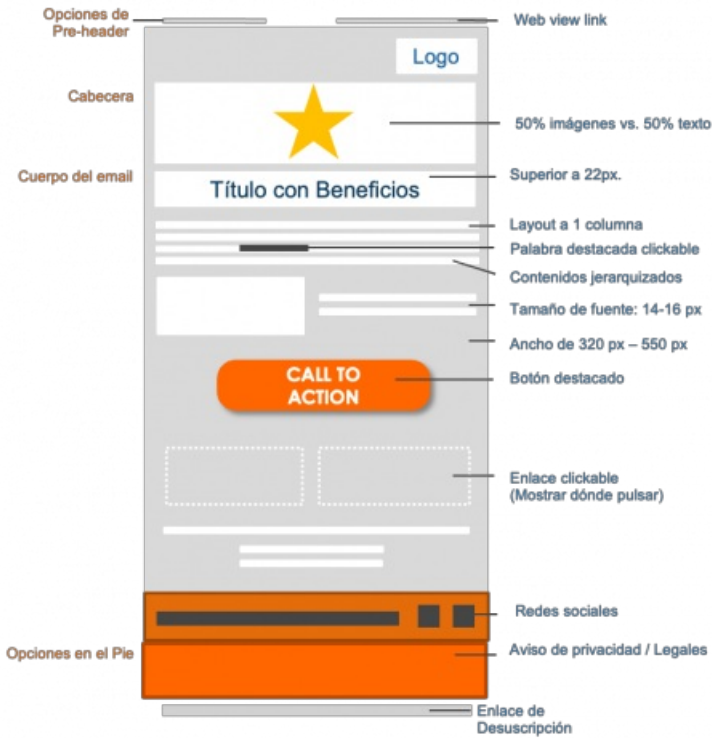 Opciones de
Pre-header
Web view link
Logo
Cabecera
50% imágenes vs. 50% texto
Cuerpo del email
Superior a 22px.
Título con Beneficios
Layout a 1 columna
Palabra destacada clickable
Contenidos jerarquizados
Tamaño de fuente: 14-16 px
Ancho de 320 px – 550 px
CALL TO
ACTION
Botón destacado
Enlace clickable
(Mostrar dónde pulsar)
Redes sociales
Opciones en el Pie
Aviso de privacidad / Legales
Enlace de
Desuscripción